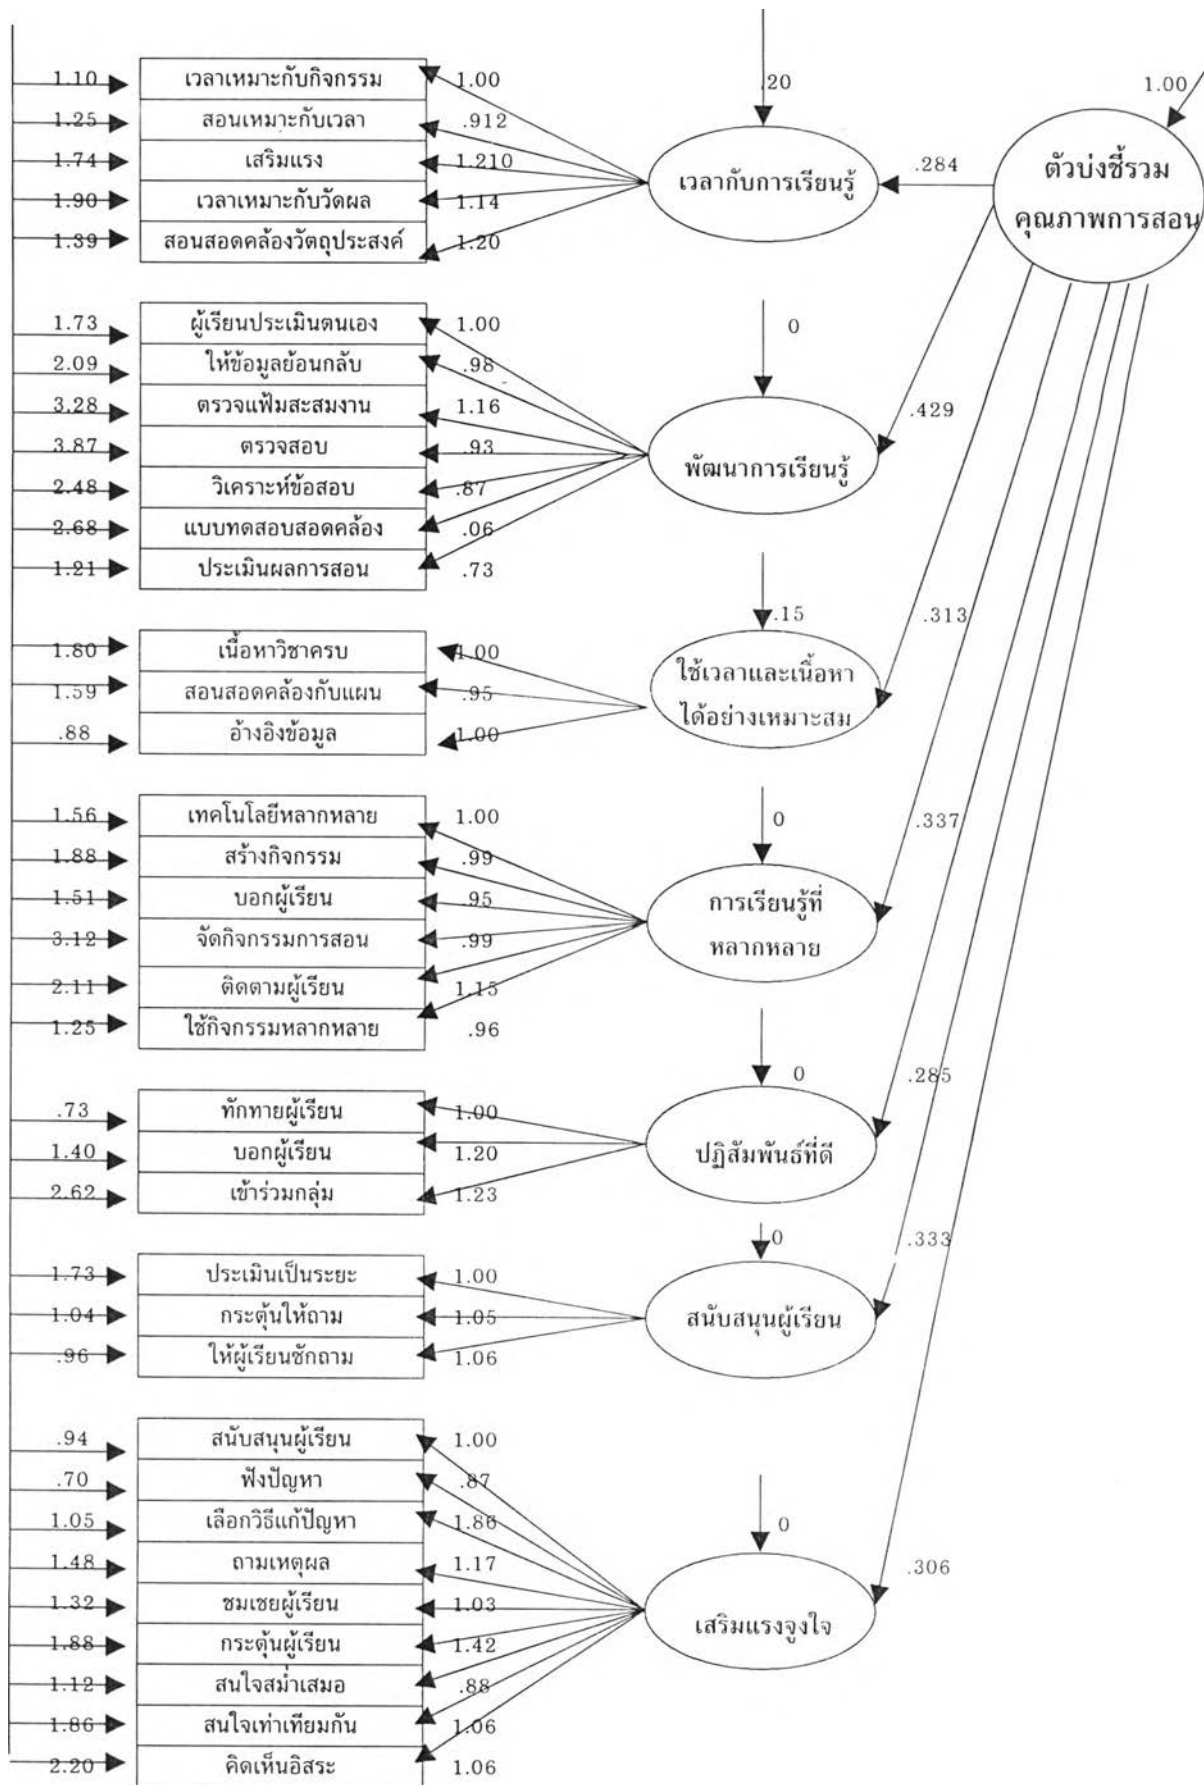 .20
1.00
1.10 เวลาเหมาะกับกิจกรรม 1.00
1.25 สอนเหมาะกับเวลา .912
1.74 เสริมแรง 1.210
1.90 เวลาเหมาะกับวัดผล 1.14
1.39 สอนสอดคล้องวัตถุประสงค์ 1.20
เวลากับการเรียนรู้
.284
ตัวบ่งชี้รวม
คุณภาพการสอน
1.73 ผู้เรียนประเมินตนเอง 1.00
2.09 ให้ข้อมูลย้อนกลับ .98
3.28 ตรวจแฟ้มสะสมงาน 1.16
3.87 ตรวจสอบ .93
2.48 วิเคราะห์ข้อสอบ .87
2.68 แบบทดสอบสอดคล้อง .06
1.21 ประเมินผลการสอน .73
0
พัฒนาการเรียนรู้
.429
1.80 เนื้อหาวิชาครบ 1.00
1.59 สอนสอดคล้องกับแผน .95
.88 อ้างอิงข้อมูล 1.00
.15
ใช้เวลาและเนื้อหา
ได้อย่างเหมาะสม
.313
1.56 เทคโนโลยีหลากหลาย 1.00
1.88 สร้างกิจกรรม .99
1.51 บอกผู้เรียน .95
3.12 จัดกิจกรรมการสอน .99
2.11 ติดตามผู้เรียน 1.15
1.25 ใช้กิจกรรมหลากหลาย .96
0
การเรียนรู้ที่
หลากหลาย
.337
.73 ทักทายผู้เรียน 1.00
1.40 บอกผู้เรียน 1.20
2.62 เข้าร่วมกลุ่ม 1.23
0
ปฏิสัมพันธ์ที่ดี
.285
1.73 ประเมินเป็นระยะ 1.00
1.04 กระตุ้นให้ถาม 1.05
.96 ให้ผู้เรียนซักถาม 1.06
0
สนับสนุนผู้เรียน
.333
.94 สนับสนุนผู้เรียน 1.00
.70 ฟังปัญหา .87
1.05 เลือกวิธีแก้ปัญหา 1.86
1.48 ถามเหตุผล 1.17
1.32 ชมเชยผู้เรียน 1.03
1.88 กระตุ้นผู้เรียน 1.42
1.12 สนใจสม่ำเสมอ .88
1.86 สนใจเท่าเทียมกัน 1.06
2.20 คิดเห็นอิสระ 1.06
0
เสริมแรงจูงใจ
.306